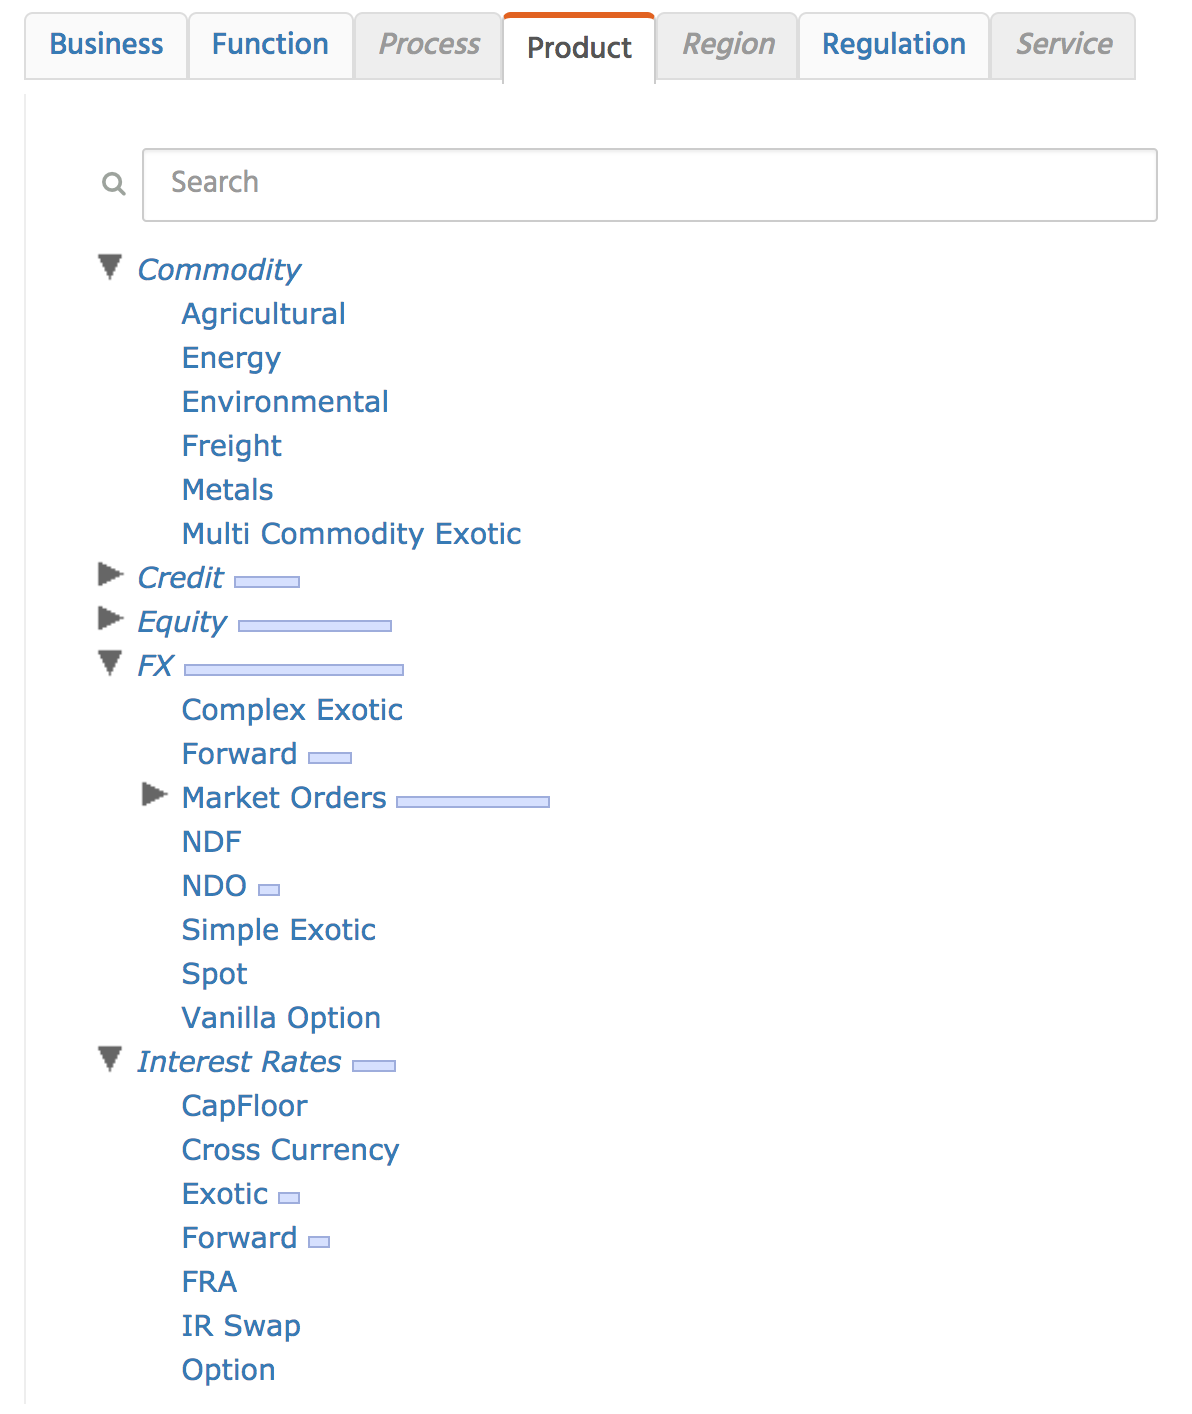 Business Function Process Product Region Regulation Service
Search
Commodity
Agricultural
Energy
Environmental
Freight
Metals
Multi Commodity Exotic
Credit
Equity
FX
Complex Exotic
Forward
Market Orders
NDF
NDO
Simple Exotic
Spot
Vanilla Option
Interest Rates
CapFloor
Cross Currency
Exotic
Forward
FRA
IR Swap
Option